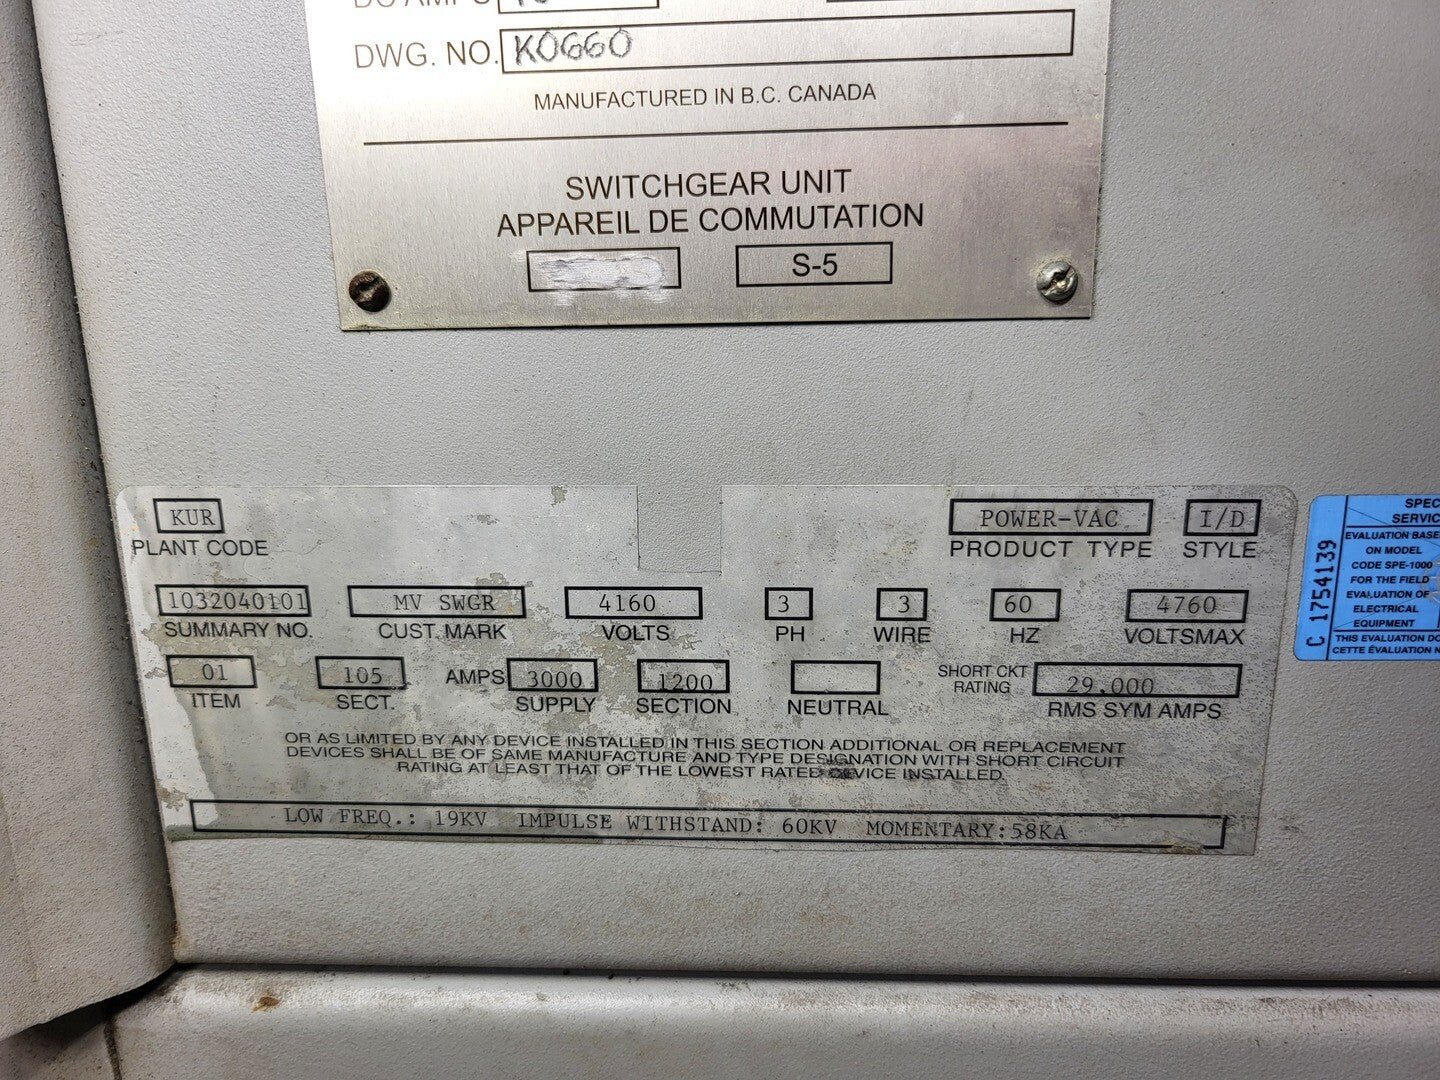 DWG. NO. K0660
MANUFACTURED IN B.C. CANADA
SWITCHGEAR UNIT
APPAREIL DE COMMUTATION
S-5
KUR
PLANT CODE
POWER-VAC I/D
PRODUCT TYPE STYLE
1032040101 MV SWGR 4160 3 3 60 4760
SUMMARY NO. CUST. MARK VOLTS PH WIRE HZ VOLTSMAX
01 105 AMPS 3000 1200 SHORT CKT RATING 29,000
ITEM SECT. SUPPLY SECTION NEUTRAL RMS SYM AMPS
OR AS LIMITED BY ANY DEVICE INSTALLED IN THIS SECTION ADDITIONAL OR REPLACEMENT
DEVICES SHALL BE OF SAME MANUFACTURE AND TYPE DESIGNATION WITH SHORT CIRCUIT
RATING AT LEAST THAT OF THE LOWEST RATED DEVICE INSTALLED.
LOW FREQ.: 19KV IMPULSE WITHSTAND: 60KV MOMENTARY:58KA
C 1754139
SPEC
SERVIC
EVALUATION BASE
ON MODEL
CODE SPE-1000
FOR THE FIELD
EVALUATION OF
ELECTRICAL
EQUIPMENT
THIS EVALUATION DO
CETTE ÉVALUATION N